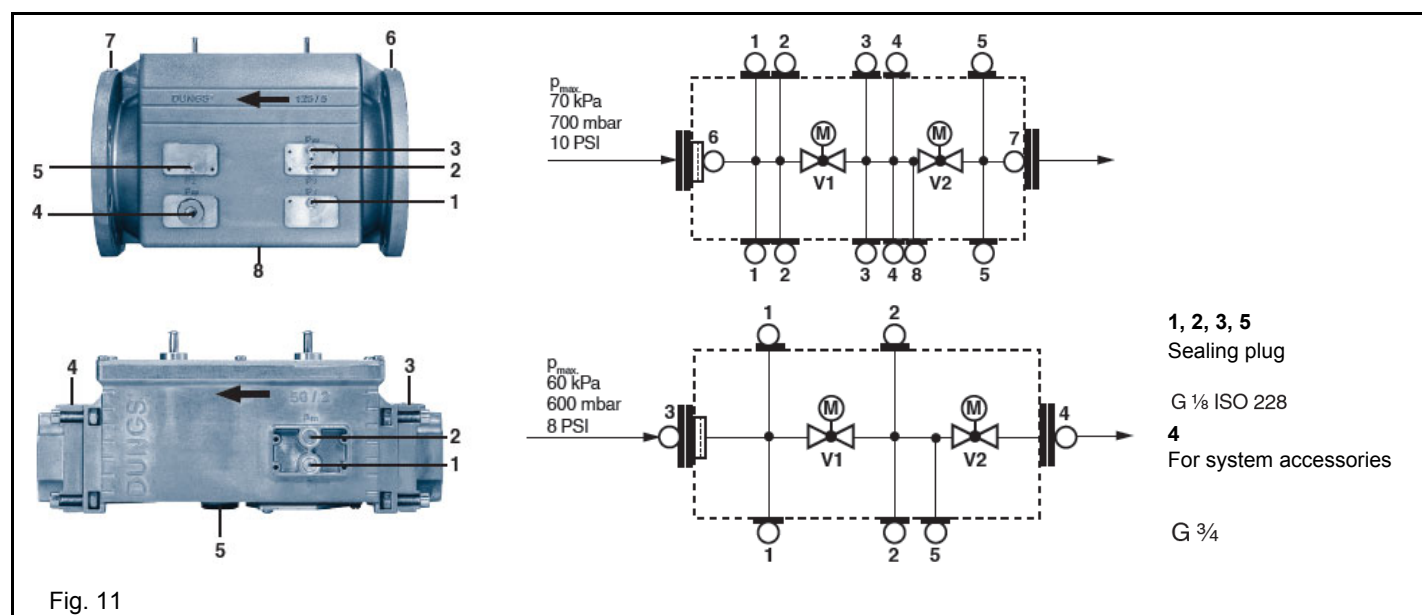 7
6
DUNGS
125 / 5
3
2
1
5
4
8
1 2 3 4 5
pmax.
70 kPa
700 mbar
10 PSI
6
M
M
7
V1
V2
1 2 3 4 8 5
4
3
DUNGS
50 / 2
2
1
5
1 2
pmax.
60 kPa
600 mbar
8 PSI
3
M
M
4
V1
V2
1 2 5
1, 2, 3, 5
Sealing plug
G ⅛ ISO 228
4
For system accessories
G ¾
Fig. 11